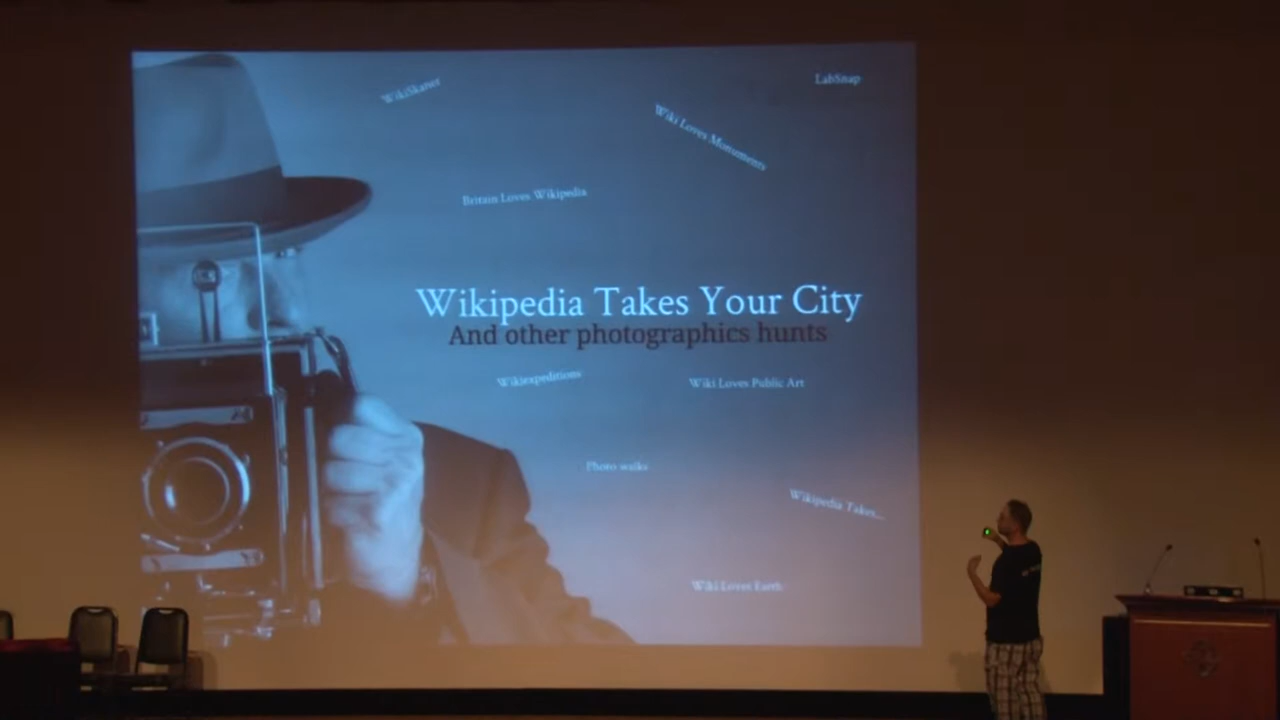 WikiSkaner
LabSnap
Wiki Loves Monuments
Britain Loves Wikipedia
Wikipedia Takes Your City
And other photographics hunts
Wikiexpeditions
Wiki Loves Public Art
Photo walks
Wikipedia Takes...
Wiki Loves Earth